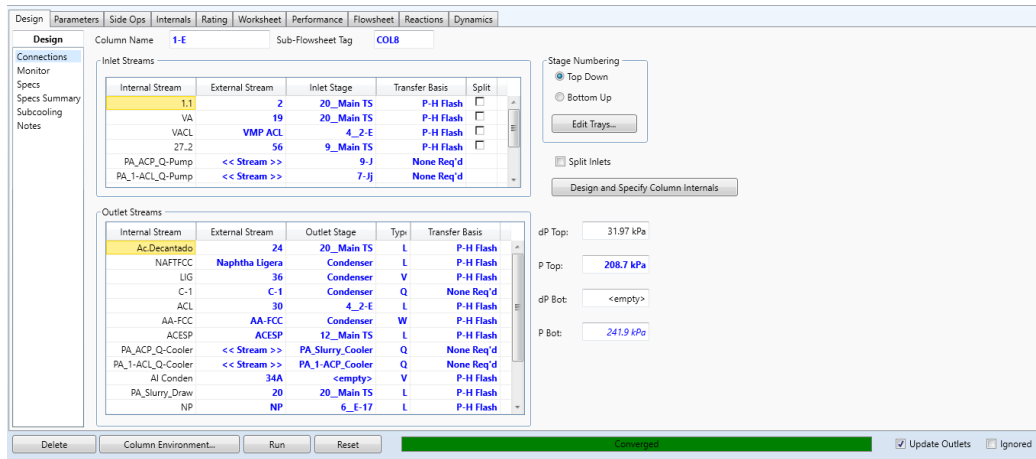 Design Parameters Side Ops Internals Rating Worksheet Performance Flowsheet Reactions Dynamics
Design
Connections
Monitor
Specs
Specs Summary
Subcooling
Notes
Column Name 1-E Sub-Flowsheet Tag COL8
Inlet Streams
Internal Stream External Stream Inlet Stage Transfer Basis Split
1.1 2 20__Main TS P-H Flash
VA 19 20__Main TS P-H Flash
VACL VMP ACL 4__2-E P-H Flash
27..2 56 9__Main TS P-H Flash
PA_ACP_Q-Pump << Stream >> 9-J None Req'd
PA_1-ACL_Q-Pump << Stream >> 7-Jj None Req'd
Stage Numbering
Top Down
Bottom Up
Edit Trays...
Split Inlets
Design and Specify Column Internals
Outlet Streams
Internal Stream External Stream Outlet Stage Type Transfer Basis
Ac.Decantado 24 20__Main TS L P-H Flash
NAFTFCC Naphtha Ligera Condenser L P-H Flash
LIG 36 Condenser V P-H Flash
C-1 C-1 Condenser Q None Req'd
ACL 30 4__2-E L P-H Flash
AA-FCC AA-FCC Condenser W P-H Flash
ACESP ACESP 12__Main TS L P-H Flash
PA_ACP_Q-Cooler << Stream >> PA_Slurry_Cooler Q None Req'd
PA_1-ACL_Q-Cooler << Stream >> PA_1-ACP_Cooler Q None Req'd
Al Conden 34A <empty> V P-H Flash
PA_Slurry_Draw 20 20__Main TS L P-H Flash
NP NP 6__E-17 L P-H Flash
dP Top: 31.97 kPa
P Top: 208.7 kPa
dP Bot: <empty>
P Bot: 241.9 kPa
Delete Column Environment... Run Reset Converged Update Outlets Ignored